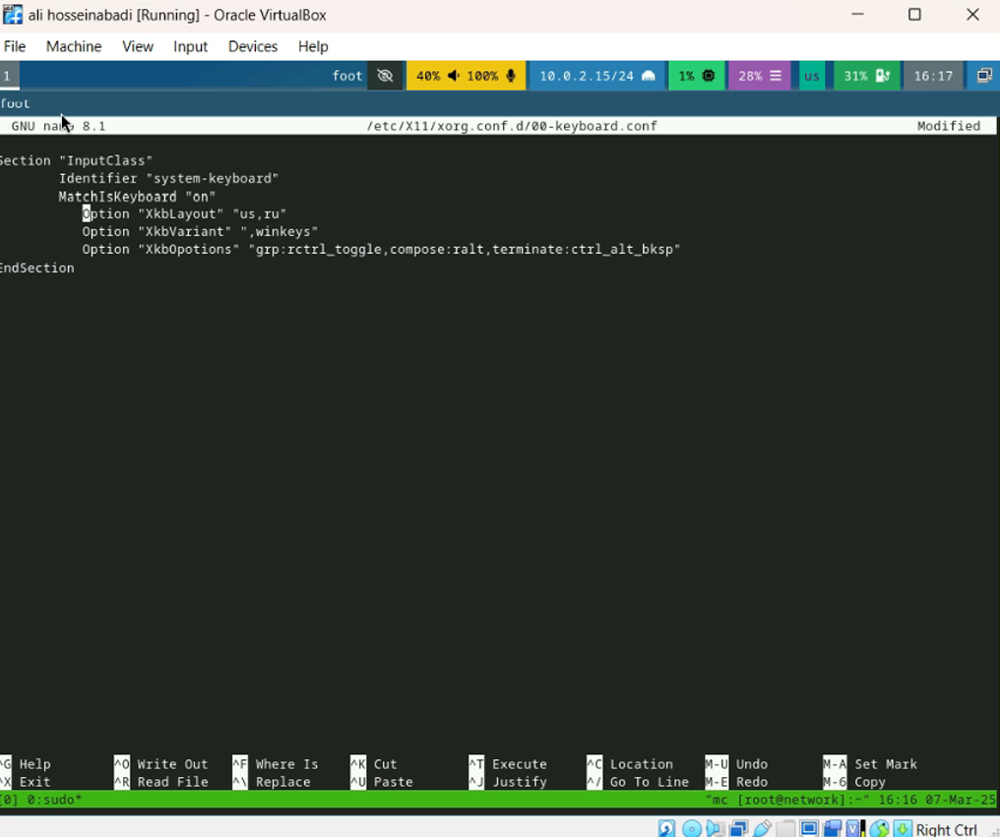 ali hosseinabadi [Running] - Oracle VirtualBox
File Machine View Input Devices Help
1 foot 40% 100% 10.0.2.15/24 1% 28% us 31% 16:17
foot
GNU nano 8.1 /etc/X11/xorg.conf.d/00-keyboard.conf Modified
Section "InputClass"
Identifier "system-keyboard"
MatchIsKeyboard "on"
Option "XkbLayout" "us,ru"
Option "XkbVariant" ",winkeys"
Option "XkbOpotions" "grp:rctrl_toggle,compose:ralt,terminate:ctrl_alt_bksp"
EndSection
^G Help ^O Write Out ^F Where Is ^K Cut ^T Execute ^C Location M-U Undo M-A Set Mark
^X Exit ^R Read File ^\ Replace ^U Paste ^J Justify ^/ Go To Line M-E Redo M-6 Copy
[0] 0:sudo* "mc [root@network]:~" 16:16 07-Mar-25
Right Ctrl